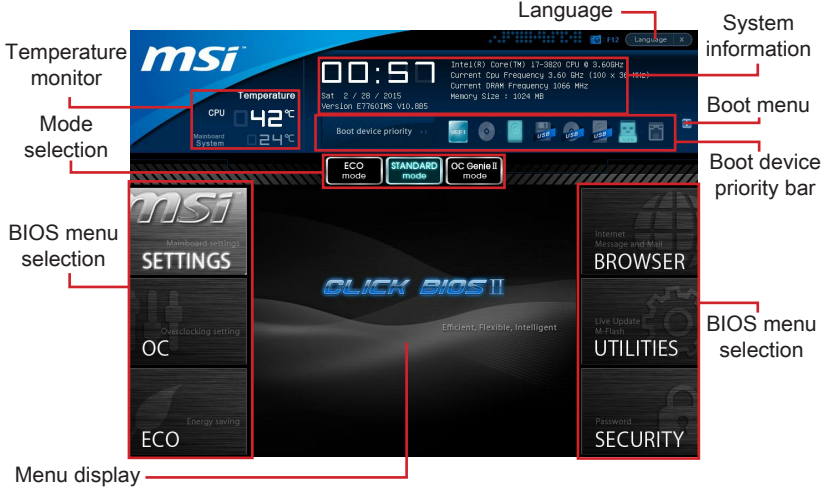 Language
System information
Temperature monitor
Mode selection
Boot menu
Boot device priority bar
BIOS menu selection
BIOS menu selection
Menu display
msi
F12
Language X
00:57
Sat 2 / 28 / 2015
Version E7760IMS V10.8B5
Intel(R) Core(TM) i7-3820 CPU @ 3.60GHz
Current Cpu Frequency 3.60 GHz (100 x 36 MHz)
Current DRAM Frequency 1066 MHz
Memory Size : 1024 MB
Temperature
CPU 42°C
Mainboard
System 24°C
Boot device priority
UEFI
USB
USB
USB
ECO mode
STANDARD mode
OC Genie II mode
msi
Mainboard settings
SETTINGS
Overclocking setting
OC
Energy saving
ECO
CLICK BIOS II
Efficient, Flexible, Intelligent
Internet
Message and Mail
BROWSER
Live Update
M-Flash
UTILITIES
Password
SECURITY